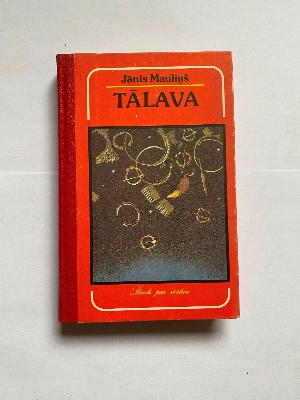 Jānis Mauliņš
TĀLAVA
Stāsti par vēsturi